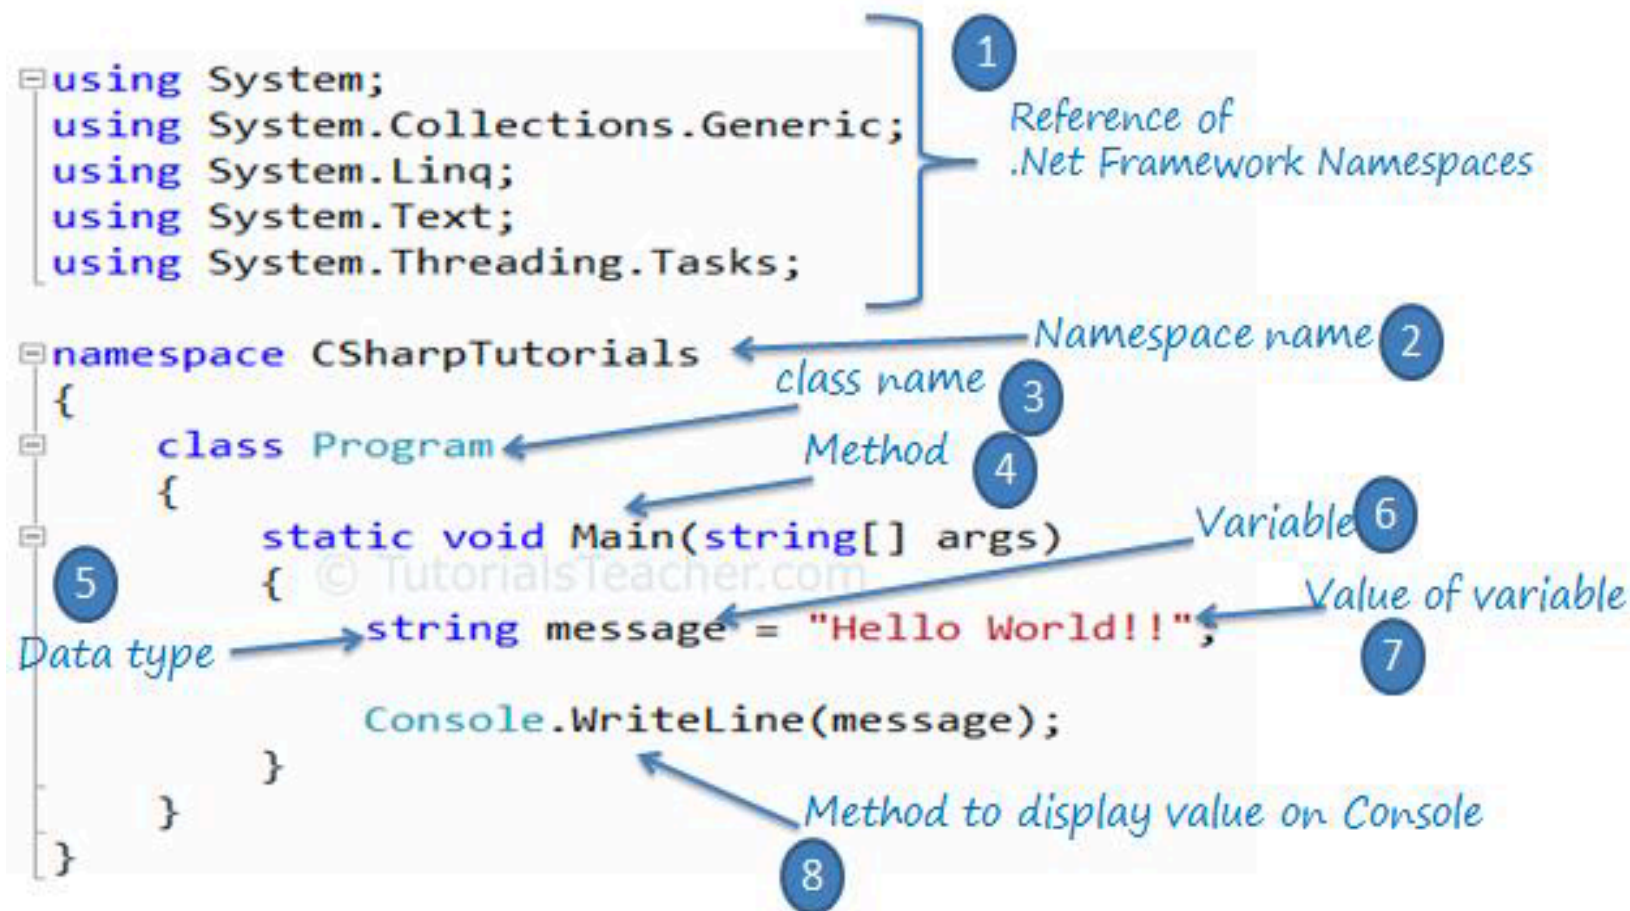 1
using System;
using System.Collections.Generic;
using System.Linq;
using System.Text;
using System.Threading.Tasks;
Reference of
.Net Framework Namespaces
namespace CSharpTutorials
Namespace name 2
{
class name 3
class Program
Method 4
{
Variable 6
static void Main(string[] args)
5
{
© TutorialsTeacher.com
Value of variable
7
string message = "Hello World!!";
Data type
Console.WriteLine(message);
}
Method to display value on Console
8
}
}